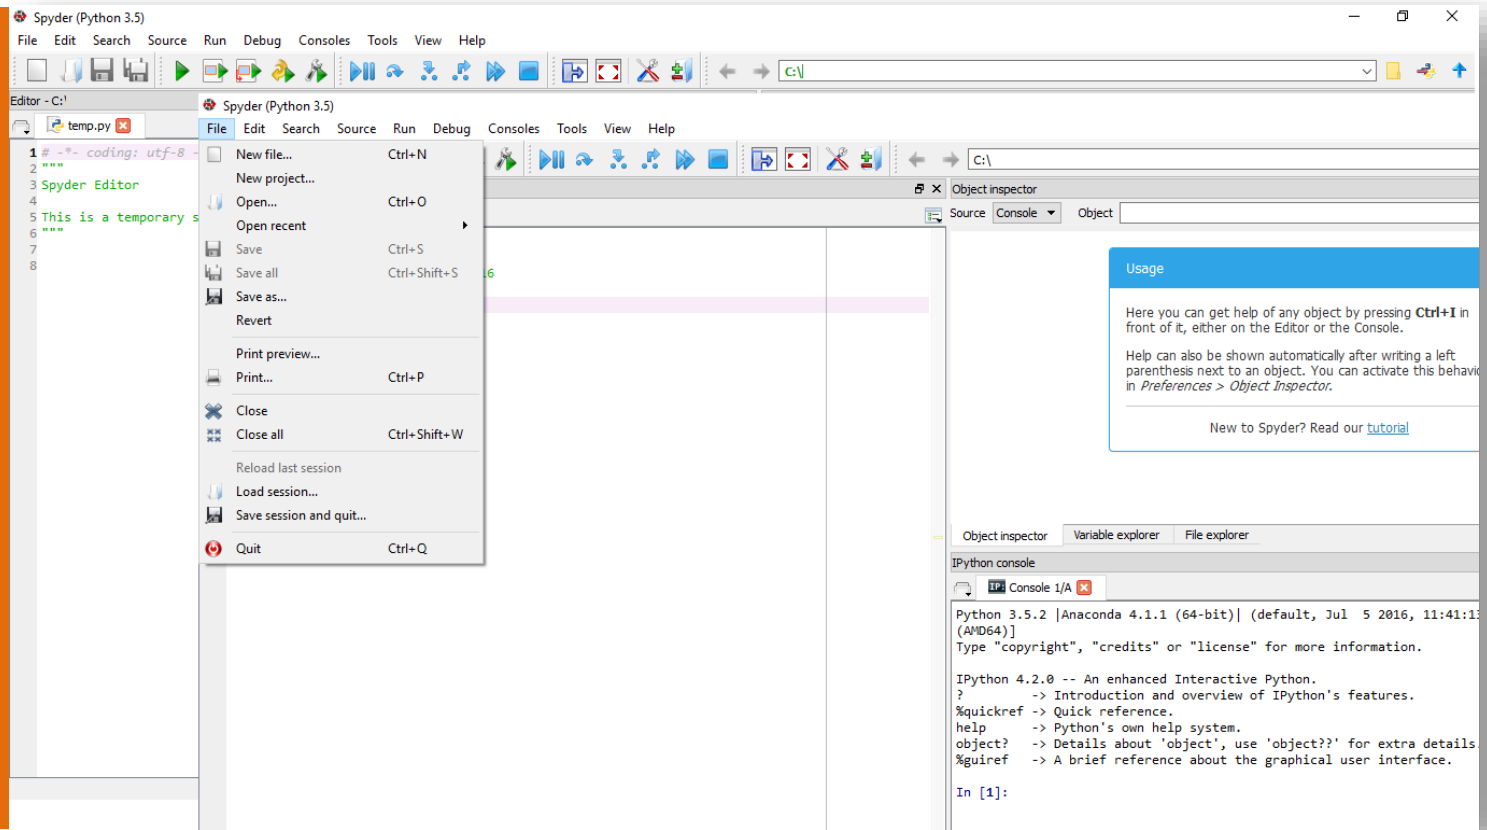 Spyder (Python 3.5)
File Edit Search Source Run Debug Consoles Tools View Help
C:\
Editor - C:\
temp.py
1 # -*- coding: utf-8 -
2 """
3 Spyder Editor
4
5 This is a temporary s
6 """
7
8
Spyder (Python 3.5)
File Edit Search Source Run Debug Consoles Tools View Help
C:\
New file... Ctrl+N
New project...
Open... Ctrl+O
Open recent
Save Ctrl+S
Save all Ctrl+Shift+S
Save as...
Revert
Print preview...
Print... Ctrl+P
Close
Close all Ctrl+Shift+W
Reload last session
Load session...
Save session and quit...
Quit Ctrl+Q
16
Object inspector
Source Console Object
Usage
Here you can get help of any object by pressing Ctrl+I in
front of it, either on the Editor or the Console.
Help can also be shown automatically after writing a left
parenthesis next to an object. You can activate this behavio
in Preferences > Object Inspector.
New to Spyder? Read our tutorial
Object inspector Variable explorer File explorer
IPython console
IP: Console 1/A
Python 3.5.2 |Anaconda 4.1.1 (64-bit)| (default, Jul 5 2016, 11:41:13
(AMD64)]
Type "copyright", "credits" or "license" for more information.
IPython 4.2.0 -- An enhanced Interactive Python.
? -> Introduction and overview of IPython's features.
%quickref -> Quick reference.
help -> Python's own help system.
object? -> Details about 'object', use 'object??' for extra details.
%guiref -> A brief reference about the graphical user interface.
In [1]: